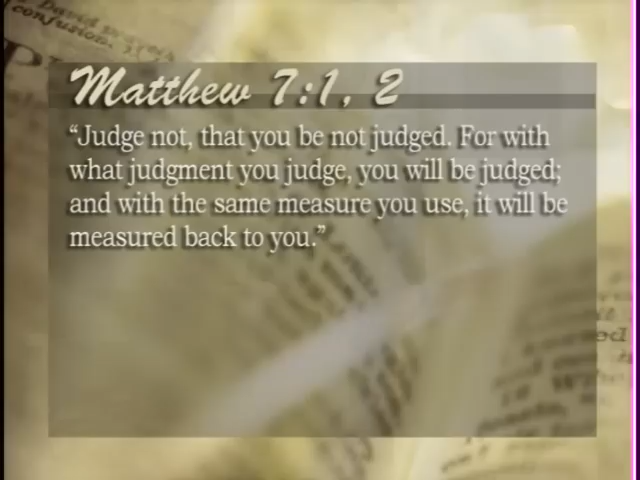 Matthew 7:1, 2
“Judge not, that you be not judged. For with
what judgment you judge, you will be judged;
and with the same measure you use, it will be
measured back to you.”